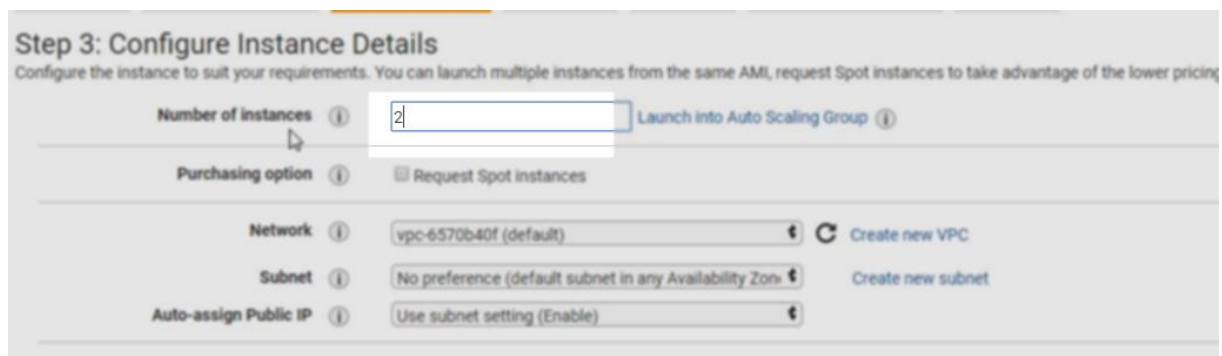 Step 3: Configure Instance Details
Configure the instance to suit your requirements. You can launch multiple instances from the same AMI, request Spot instances to take advantage of the lower pricing
Number of instances 2 Launch into Auto Scaling Group
Purchasing option Request Spot instances
Network vpc-6570b40f (default) Create new VPC
Subnet No preference (default subnet in any Availability Zon Create new subnet
Auto-assign Public IP Use subnet setting (Enable)